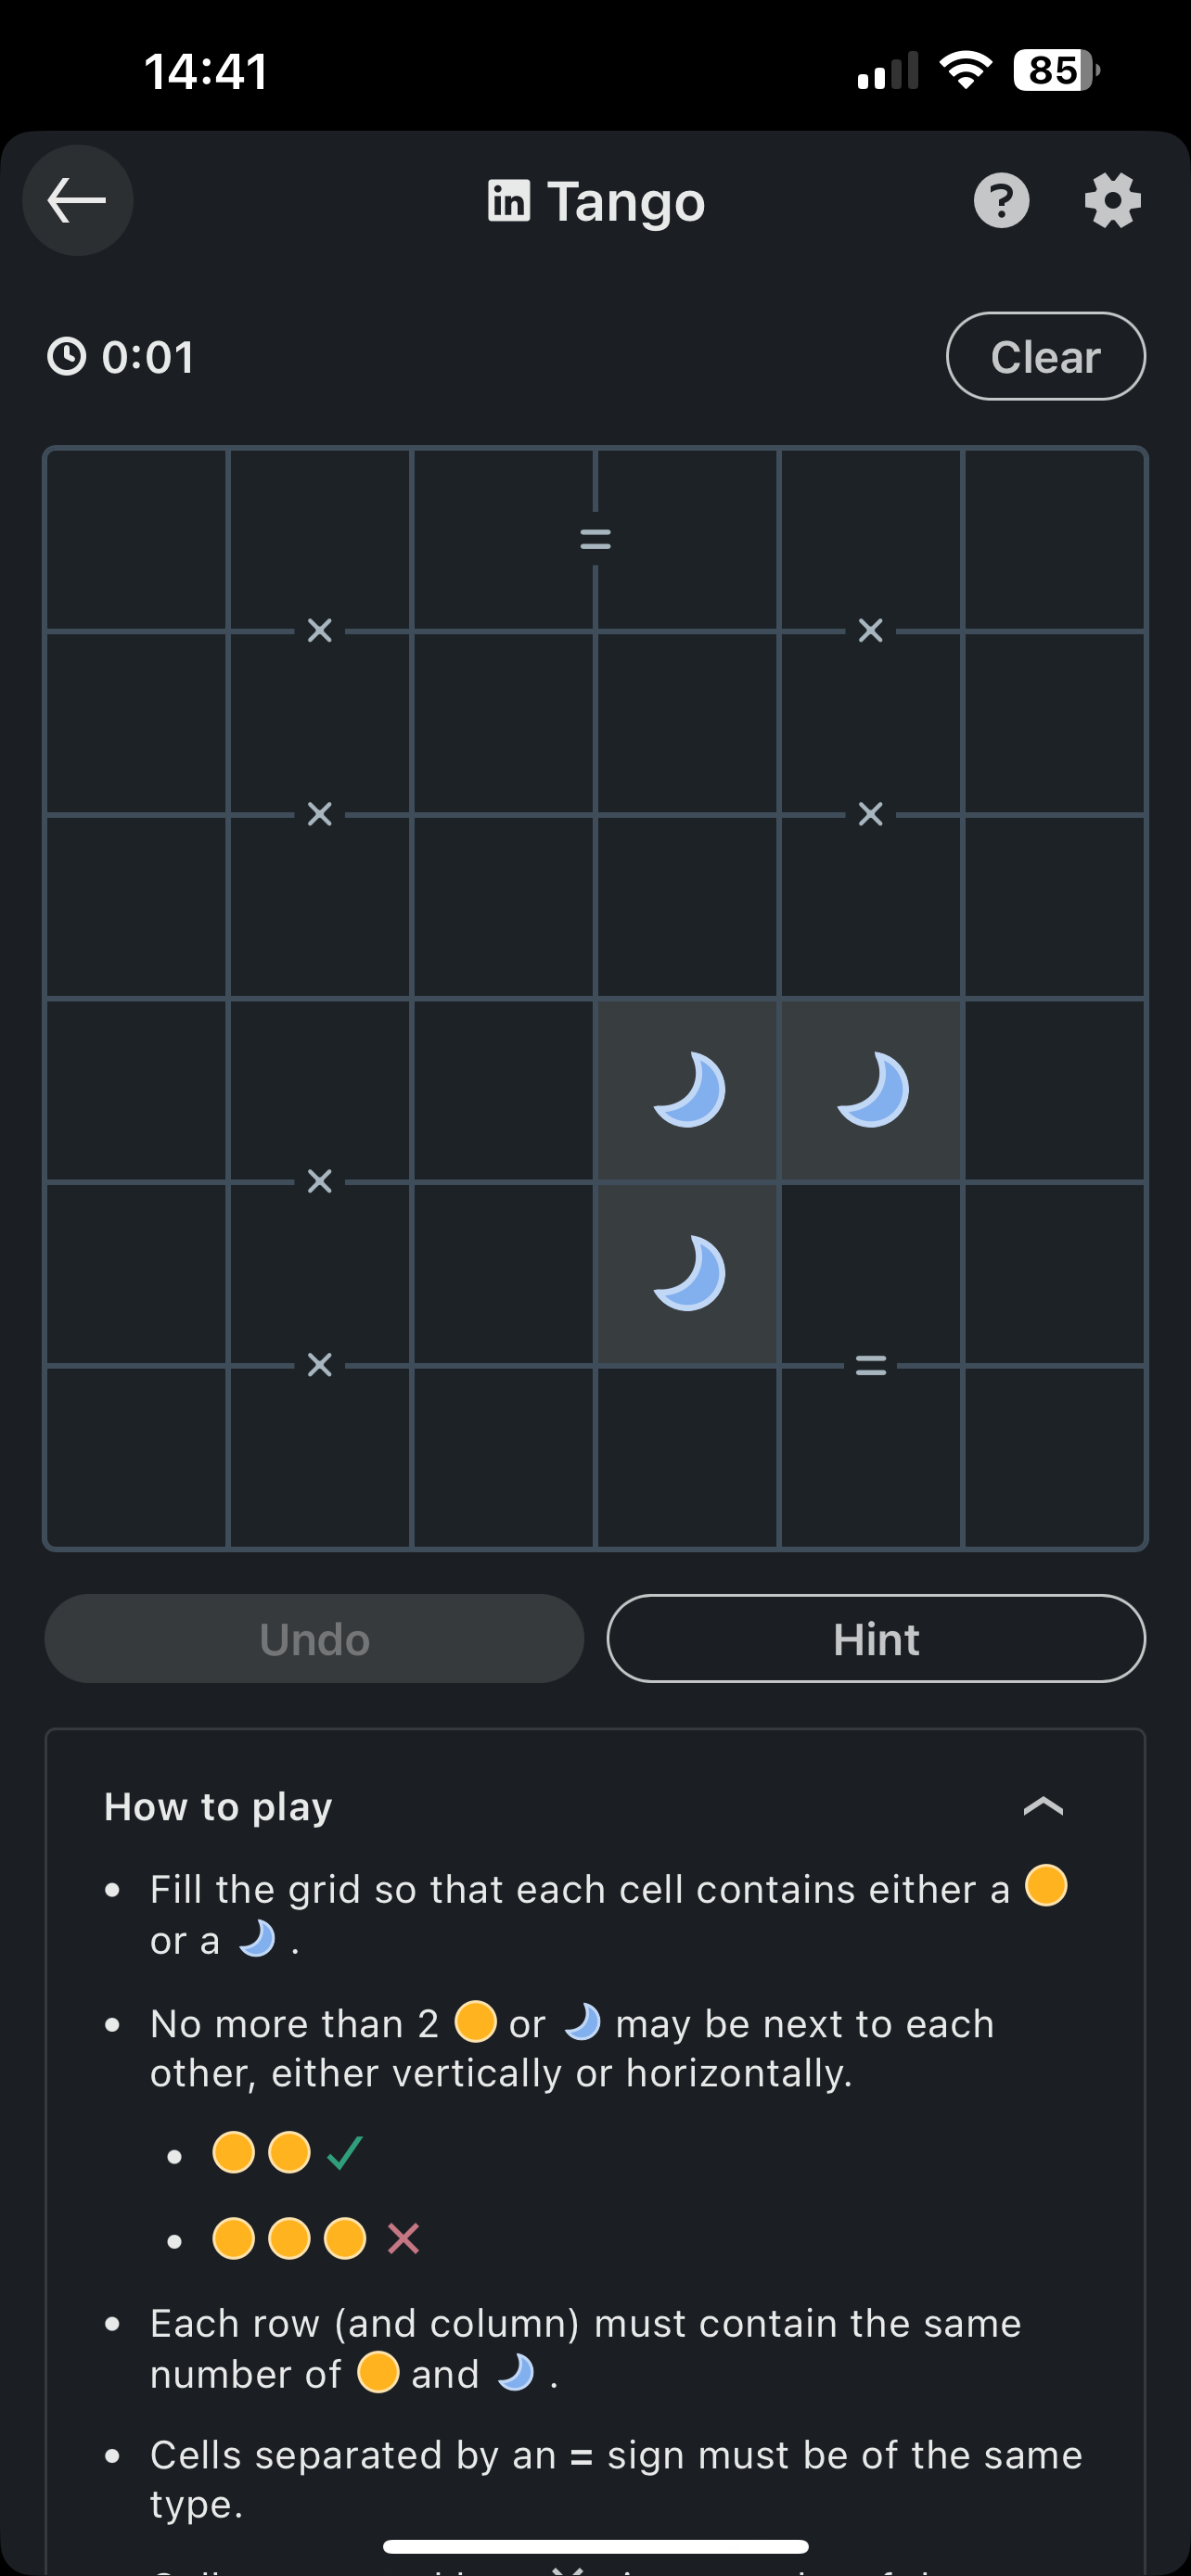 14:41
85
in Tango
?
0:01
Clear
=
× ×
× ×
×
× =
Undo
Hint
How to play
• Fill the grid so that each cell contains either a
or a .
• No more than 2 or may be next to each
other, either vertically or horizontally.
• Each row (and column) must contain the same
number of and .
• Cells separated by an = sign must be of the same
type.